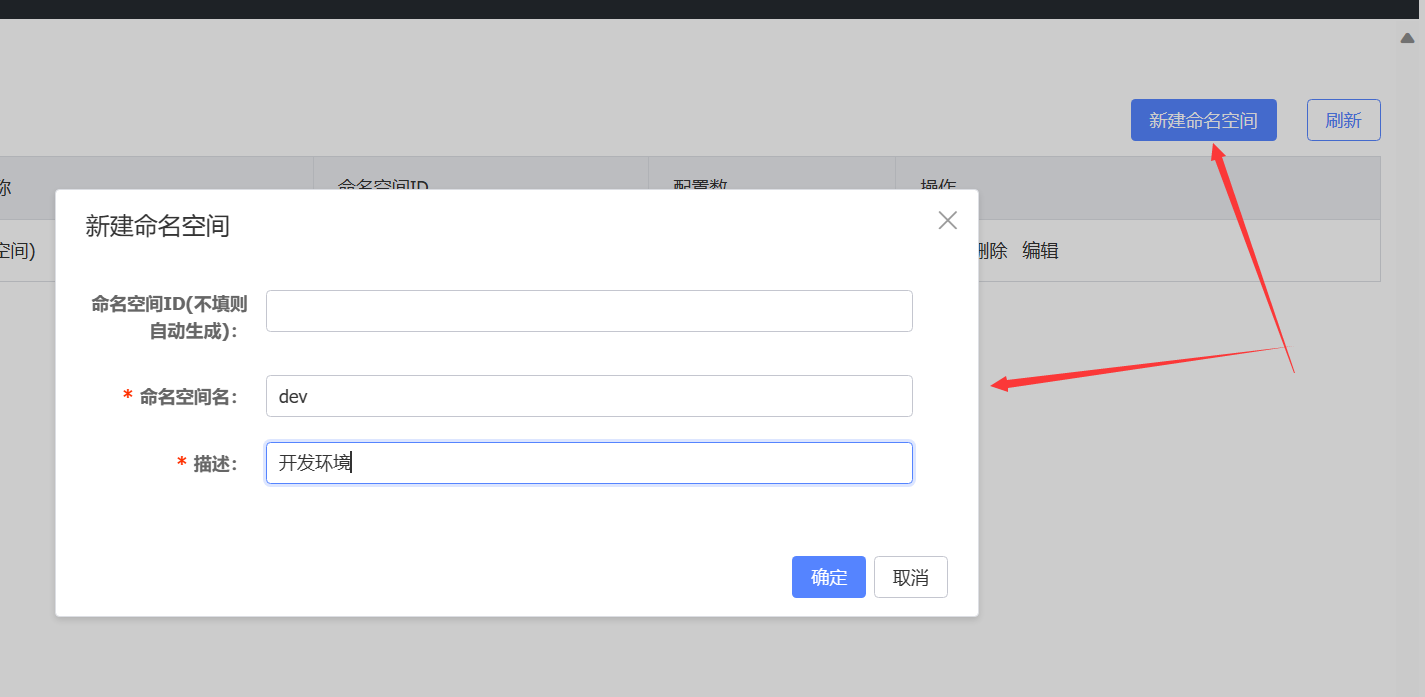 新建命名空间 刷新
称 命名空间ID 配置数 操作
空间) 删除 编辑
新建命名空间
命名空间ID(不填则
自动生成)：
* 命名空间名： dev
* 描述： 开发环境
确定 取消